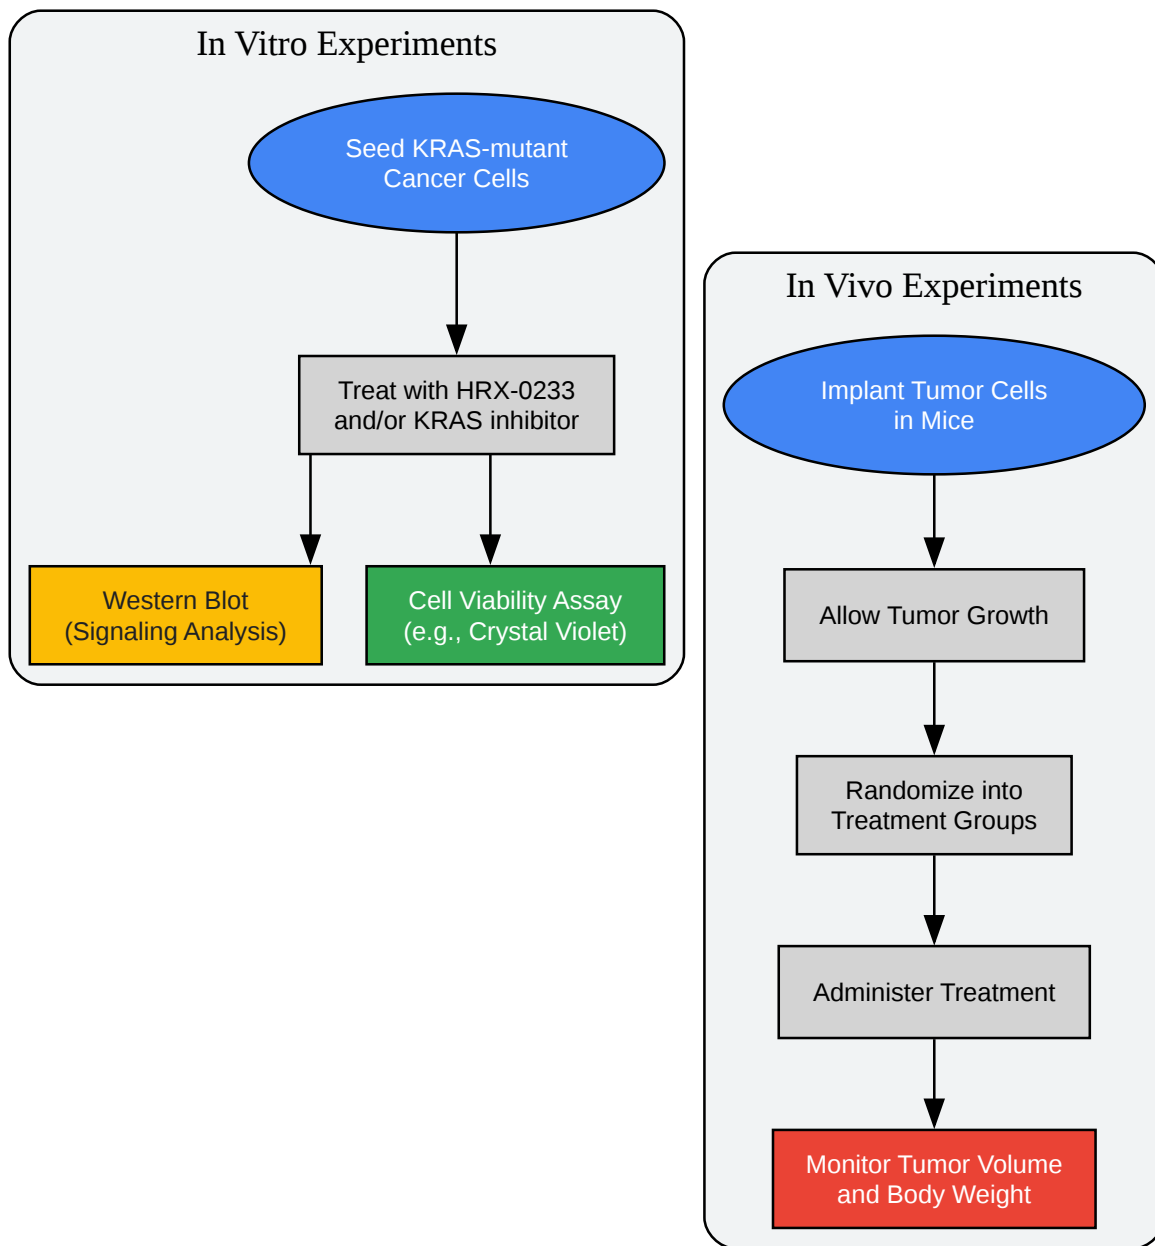 In Vitro Experiments
Seed KRAS-mutant
Cancer Cells
Treat with HRX-0233
and/or KRAS inhibitor
Western Blot
(Signaling Analysis)
Cell Viability Assay
(e.g., Crystal Violet)
In Vivo Experiments
Implant Tumor Cells
in Mice
Allow Tumor Growth
Randomize into
Treatment Groups
Administer Treatment
Monitor Tumor Volume
and Body Weight